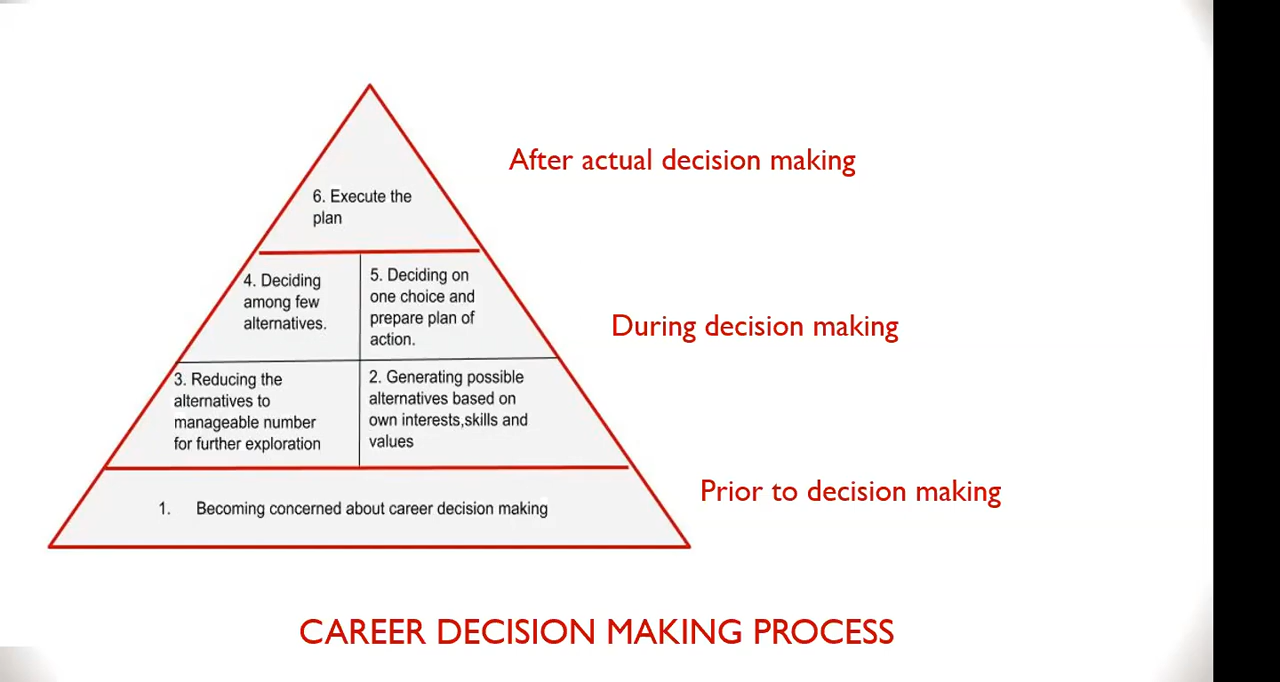 After actual decision making
6. Execute the
plan
4. Deciding
among few
alternatives.
5. Deciding on
one choice and
prepare plan of
action.
During decision making
3. Reducing the
alternatives to
manageable number
for further exploration
2. Generating possible
alternatives based on
own interests,skills and
values
Prior to decision making
1. Becoming concerned about career decision making
CAREER DECISION MAKING PROCESS